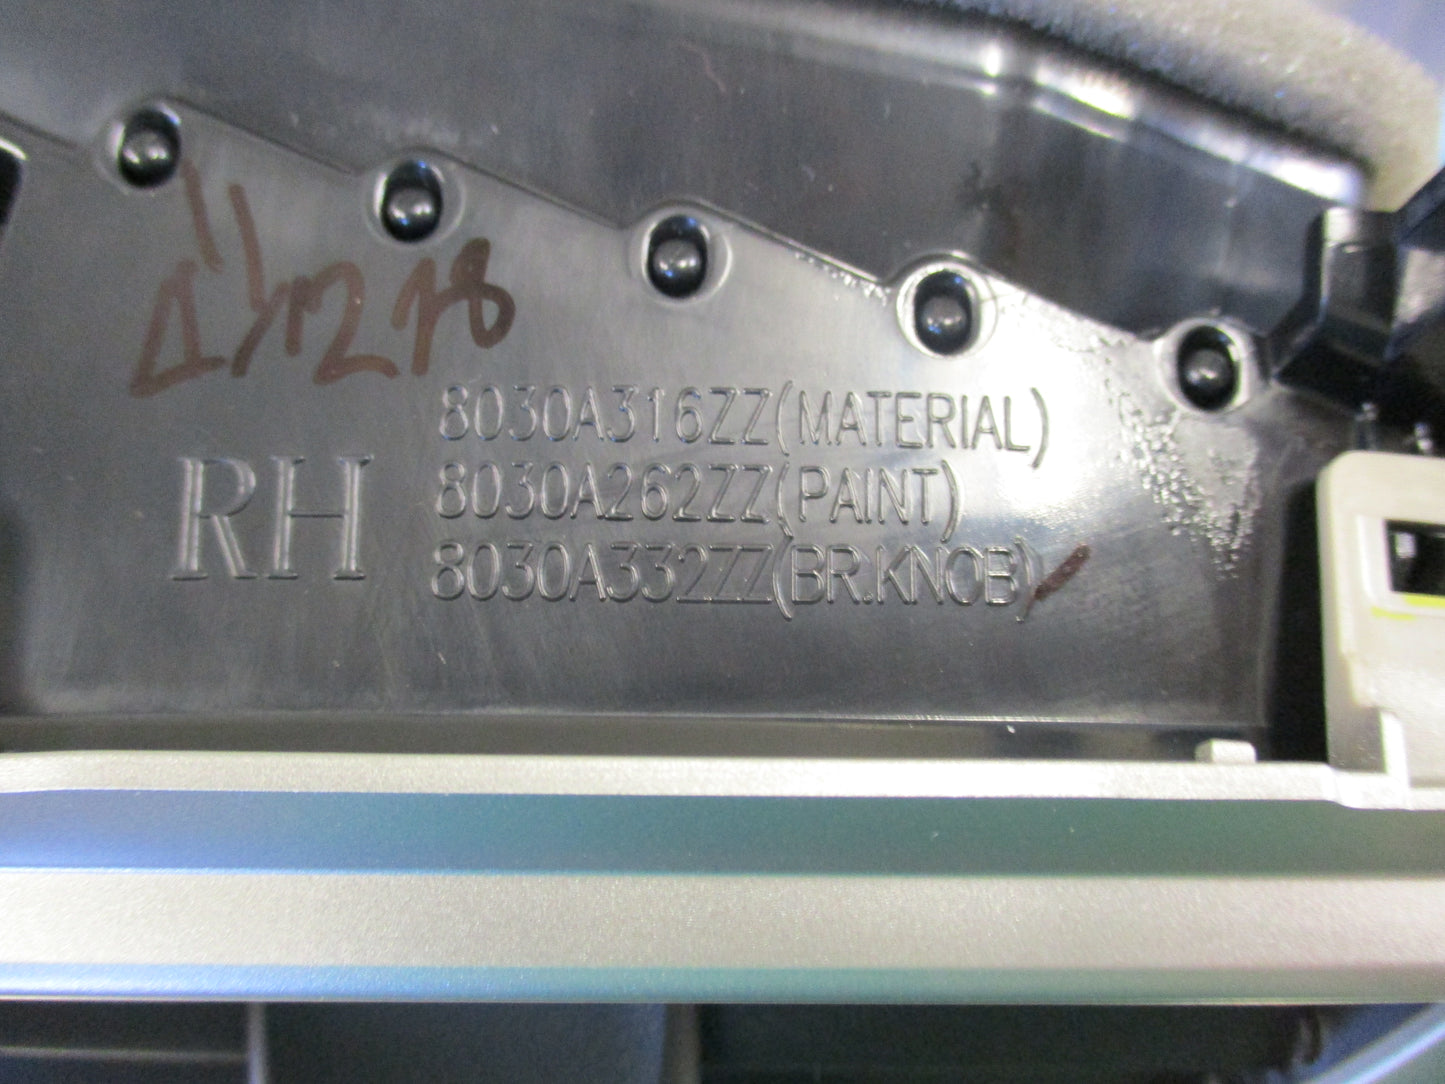 8030A316ZZ(MATERIAL)
RH
8030A262ZZ(PAINT)
8030A332ZZ(BR.KNOB)